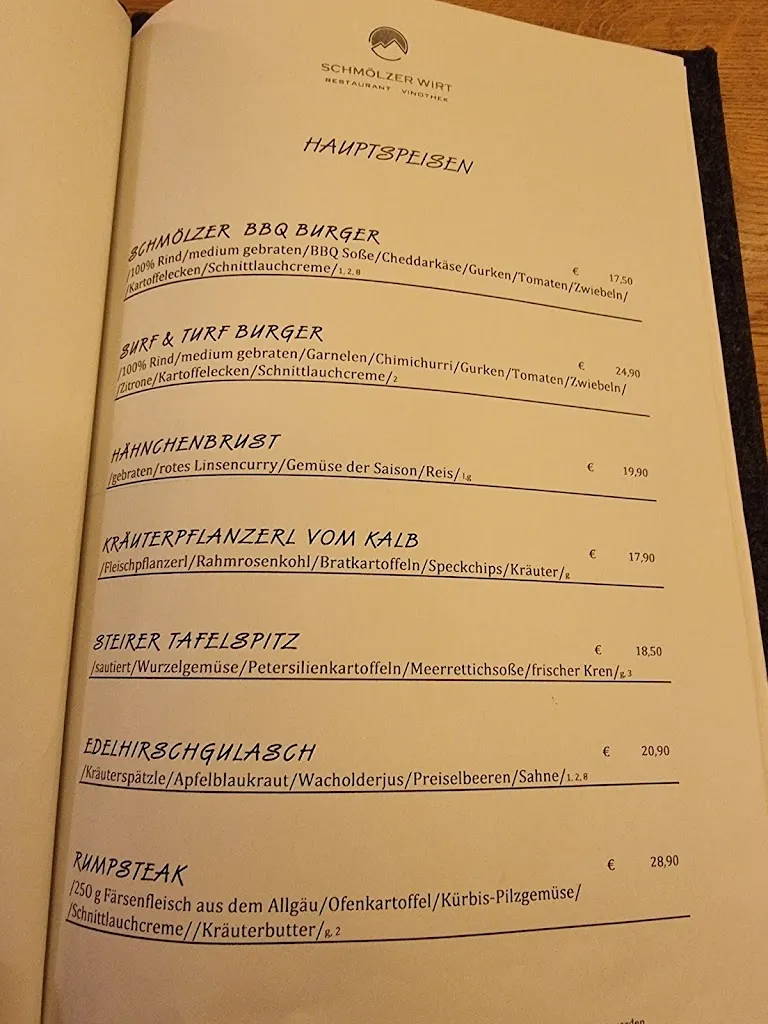 SCHMÖLZER WIRT
RESTAURANT VINOTHEK
HAUPTSPEISEN
SCHMÖLZER BBQ BURGER
/100% Rind/medium gebraten/BBQ Soße/Cheddarkäse/Gurken/Tomaten/Zwiebeln/ € 17,50
/Kartoffelecken/Schnittlauchcreme/1, 2, 8
SURF & TURF BURGER
/100% Rind/medium gebraten/Garnelen/Chimichurri/Gurken/Tomaten/Zwiebeln/ € 24,90
/Zitrone/Kartoffelecken/Schnittlauchcreme/2
HÄHNCHENBRUST € 19,90
/gebraten/rotes Linsencurry/Gemüse der Saison/Reis/1,g
KRÄUTERPFLANZERL VOM KALB € 17,90
/Fleischpflanzerl/Rahmrosenkohl/Bratkartoffeln/Speckchips/Kräuter/g
STEIRER TAFELSPITZ € 18,50
/sautiert/Wurzelgemüse/Petersilienkartoffeln/Meerrettichsoße/frischer Kren/g, 3
EDELHIRSCHGULASCH € 20,90
/Kräuterspätzle/Apfelblaukraut/Wacholderjus/Preiselbeeren/Sahne/1, 2, 8
RUMPSTEAK € 28,90
/250 g Färsenfleisch aus dem Allgäu/Ofenkartoffel/Kürbis-Pilzgemüse/
/Schnittlauchcreme//Kräuterbutter/g, 2